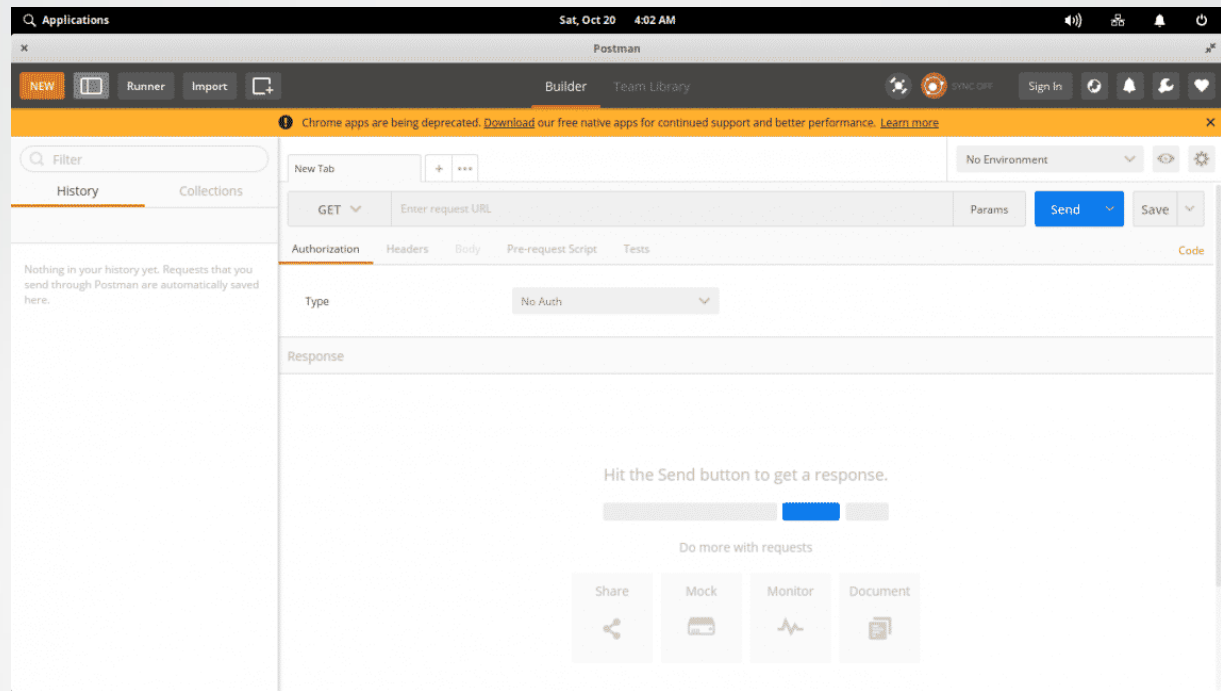 Applications
Sat, Oct 20 4:02 AM
Postman
NEW
Runner
Import
Builder
Team Library
SYNC OFF
Sign In
Chrome apps are being deprecated. Download our free native apps for continued support and better performance. Learn more
Filter
History
Collections
Nothing in your history yet. Requests that you
send through Postman are automatically saved
here.
New Tab
No Environment
GET
Enter request URL
Params
Send
Save
Authorization
Headers
Body
Pre-request Script
Tests
Code
Type
No Auth
Response
Hit the Send button to get a response.
Do more with requests
Share
Mock
Monitor
Document